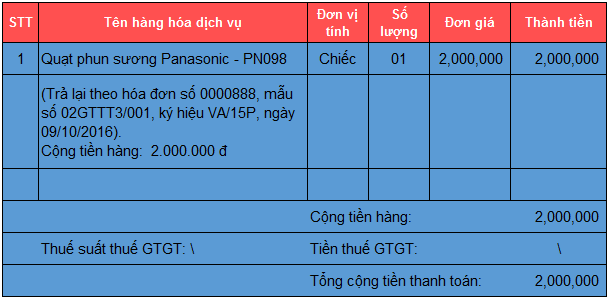 STT Tên hàng hóa dịch vụ Đơn vị tính Số lượng Đơn giá Thành tiền
1 Quạt phun sương Panasonic - PN098 Chiếc 01 2,000,000 2,000,000
(Trả lại theo hóa đơn số 0000888, mẫu
số 02GTTT3/001, ký hiệu VA/15P, ngày
09/10/2016).
Cộng tiền hàng: 2.000.000 đ
Cộng tiền hàng: 2,000,000
Thuế suất thuế GTGT: \ Tiền thuế GTGT: \
Tổng cộng tiền thanh toán: 2,000,000